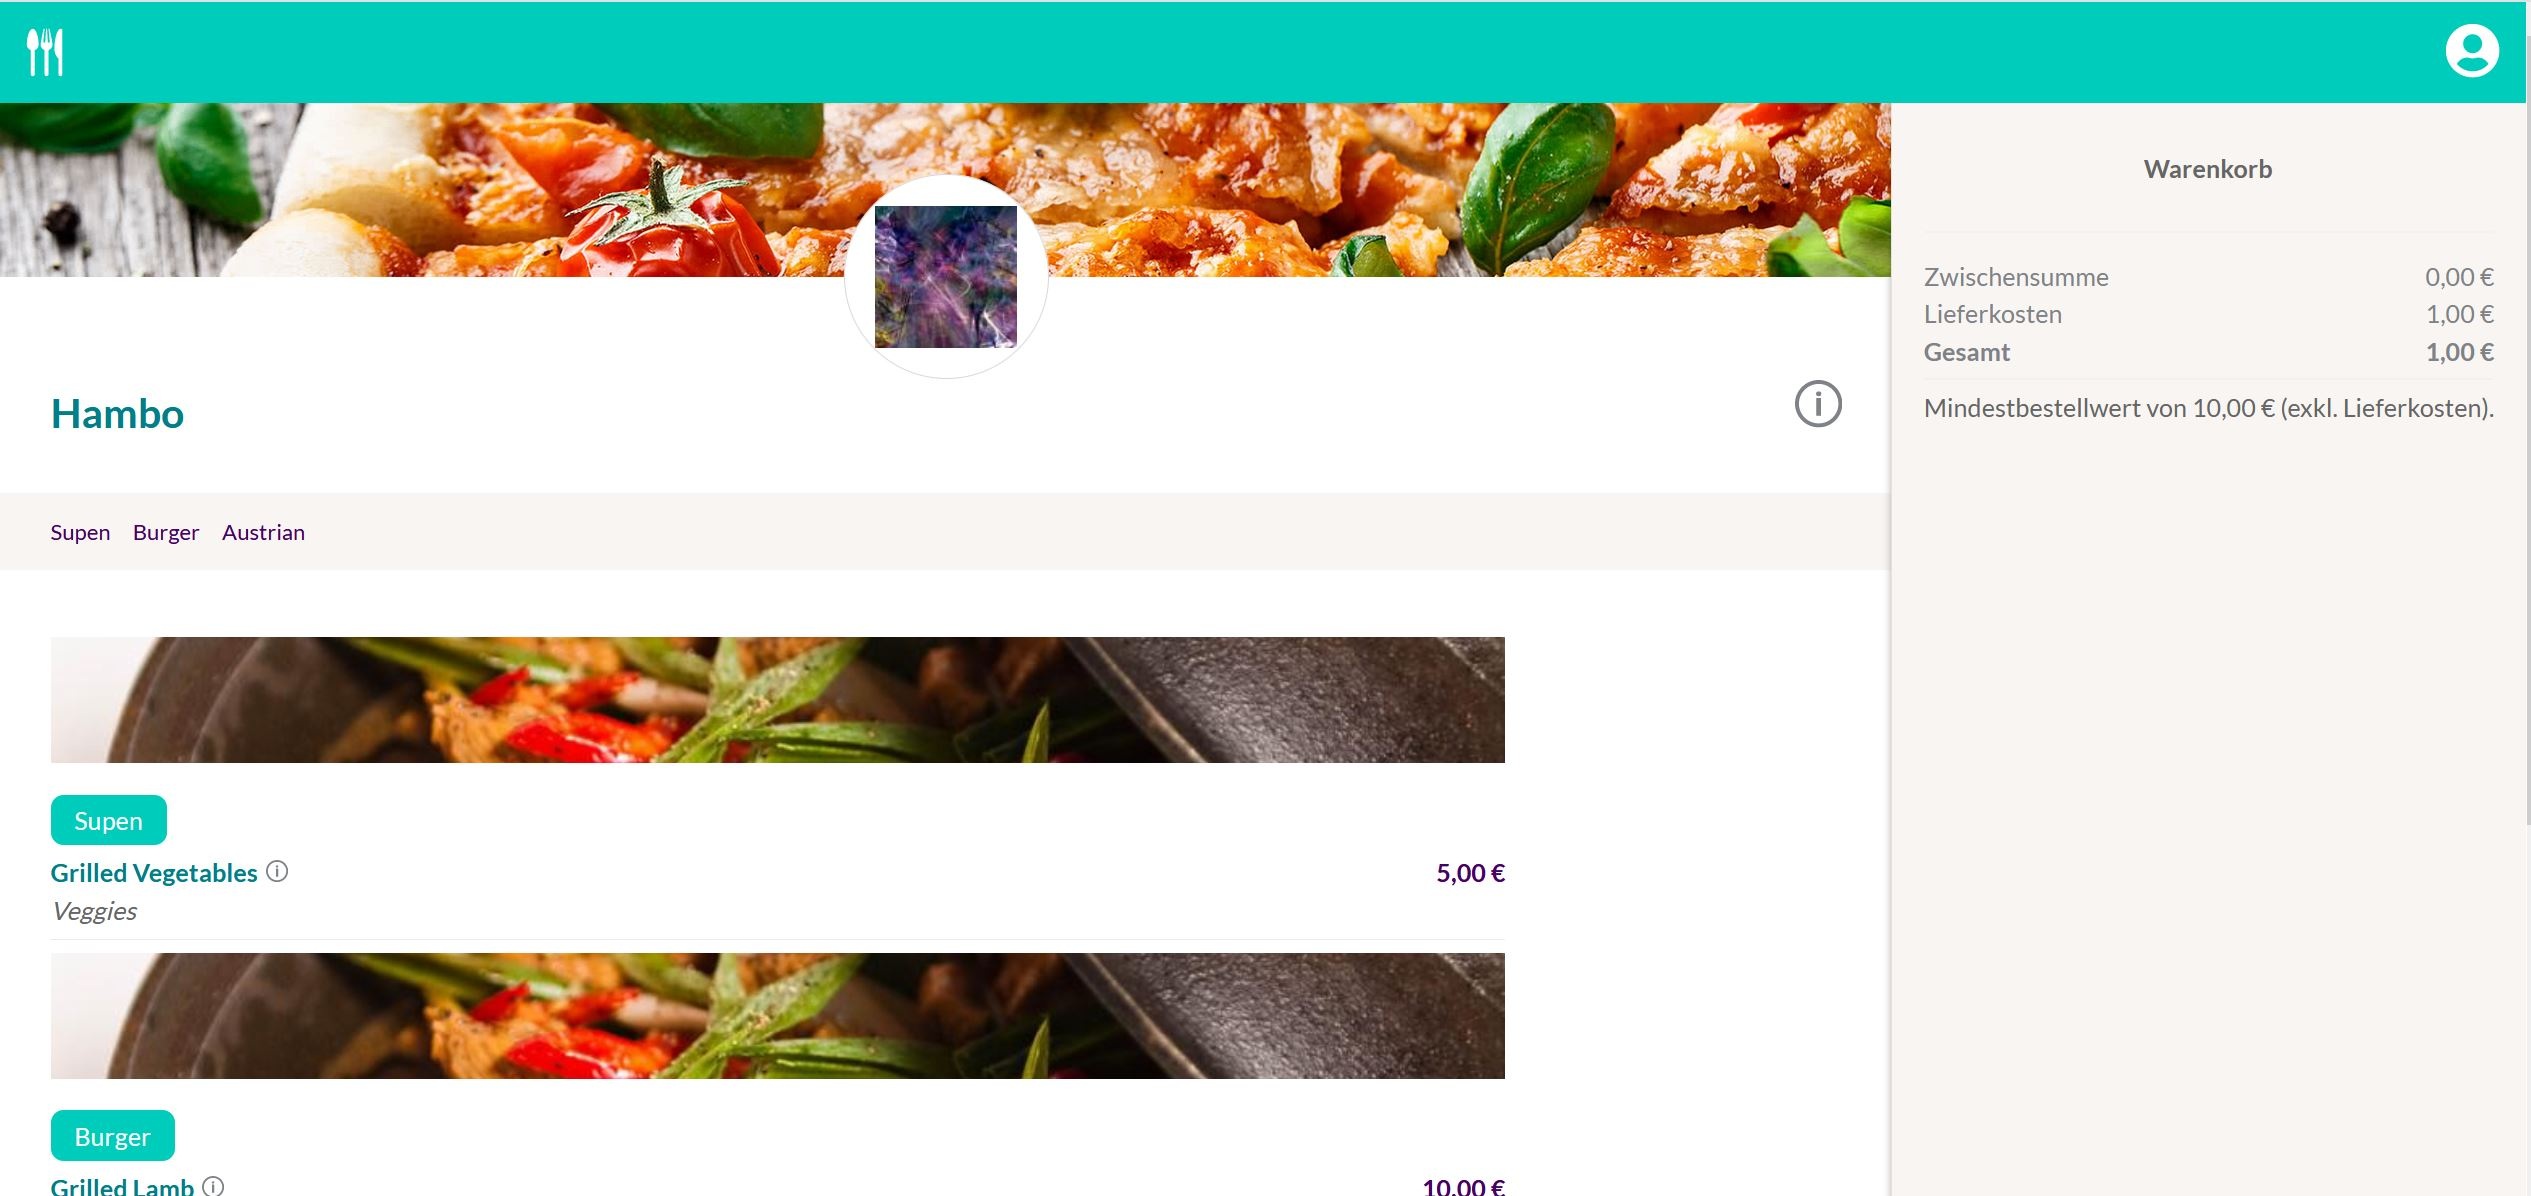 Warenkorb
Zwischensumme 0,00 €
Lieferkosten 1,00 €
Gesamt 1,00 €
Mindestbestellwert von 10,00 € (exkl. Lieferkosten).
Hambo
Supen Burger Austrian
Supen
Grilled Vegetables 5,00 €
Veggies
Burger
Grilled Lamb 10,00 €